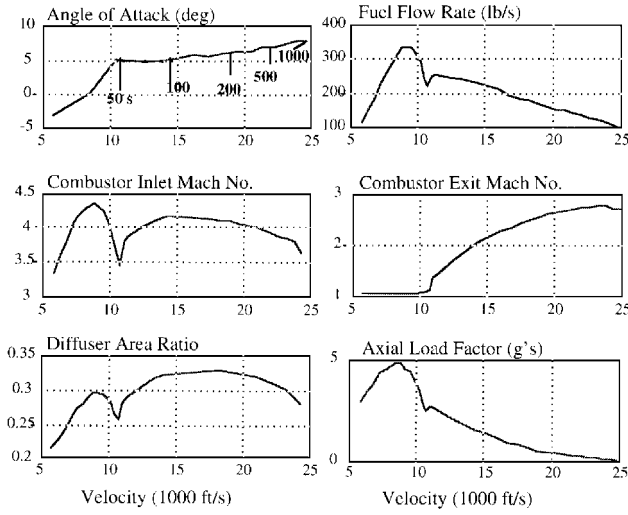 Angle of Attack (deg)
10
5
0
-5
50 s
100
200
500
1000
5 10 15 20 25
Fuel Flow Rate (lb/s)
400
300
200
100
5 10 15 20 25
Combustor Inlet Mach No.
4.5
4
3.5
3
5 10 15 20 25
Combustor Exit Mach No.
3
2
1
5 10 15 20 25
Diffuser Area Ratio
0.35
0.3
0.25
0.2
5 10 15 20 25
Velocity (1000 ft/s)
Axial Load Factor (g's)
5
0
5 10 15 20 25
Velocity (1000 ft/s)